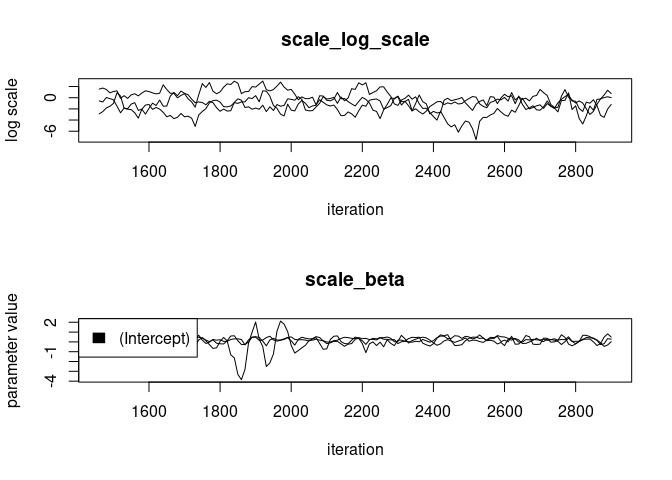 scale_log_scale
log scale
0
-6
1600 1800 2000 2200 2400 2600 2800
iteration
scale_beta
parameter value
2
-1
-4
(Intercept)
1600 1800 2000 2200 2400 2600 2800
iteration